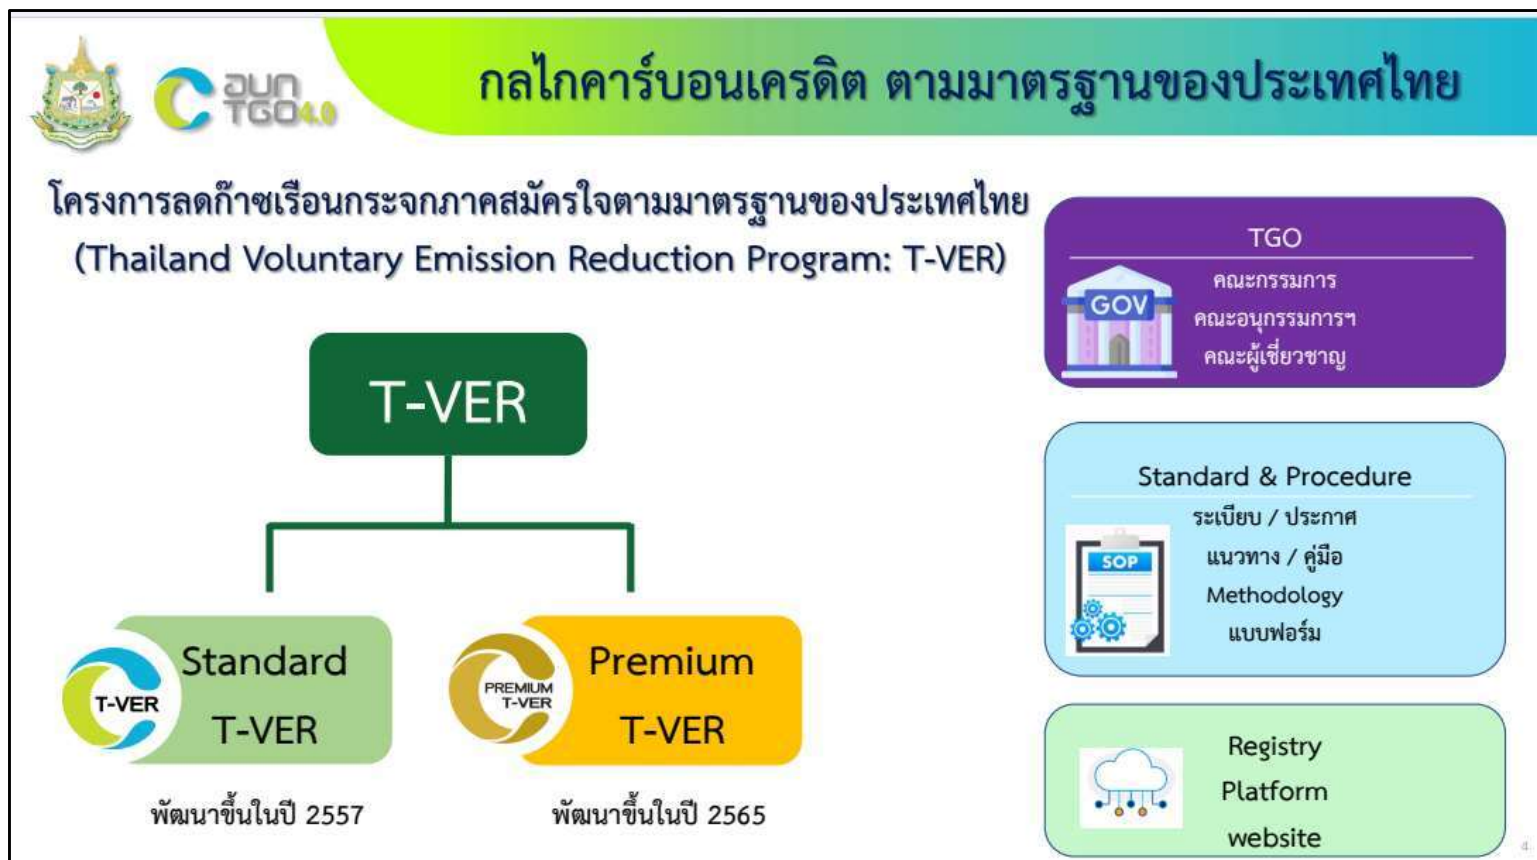 อบก
TGO4.0
กลไกคาร์บอนเครดิต ตามมาตรฐานของประเทศไทย
โครงการลดก๊าซเรือนกระจกภาคสมัครใจตามมาตรฐานของประเทศไทย
(Thailand Voluntary Emission Reduction Program: T-VER)
T-VER
T-VER
Standard
T-VER
พัฒนาขึ้นในปี 2557
PREMIUM
T-VER
Premium
T-VER
พัฒนาขึ้นในปี 2565
TGO
GOV
คณะกรรมการ
คณะอนุกรรมการฯ
คณะผู้เชี่ยวชาญ
Standard & Procedure
SOP
ระเบียบ / ประกาศ
แนวทาง / คู่มือ
Methodology
แบบฟอร์ม
Registry
Platform
website
4